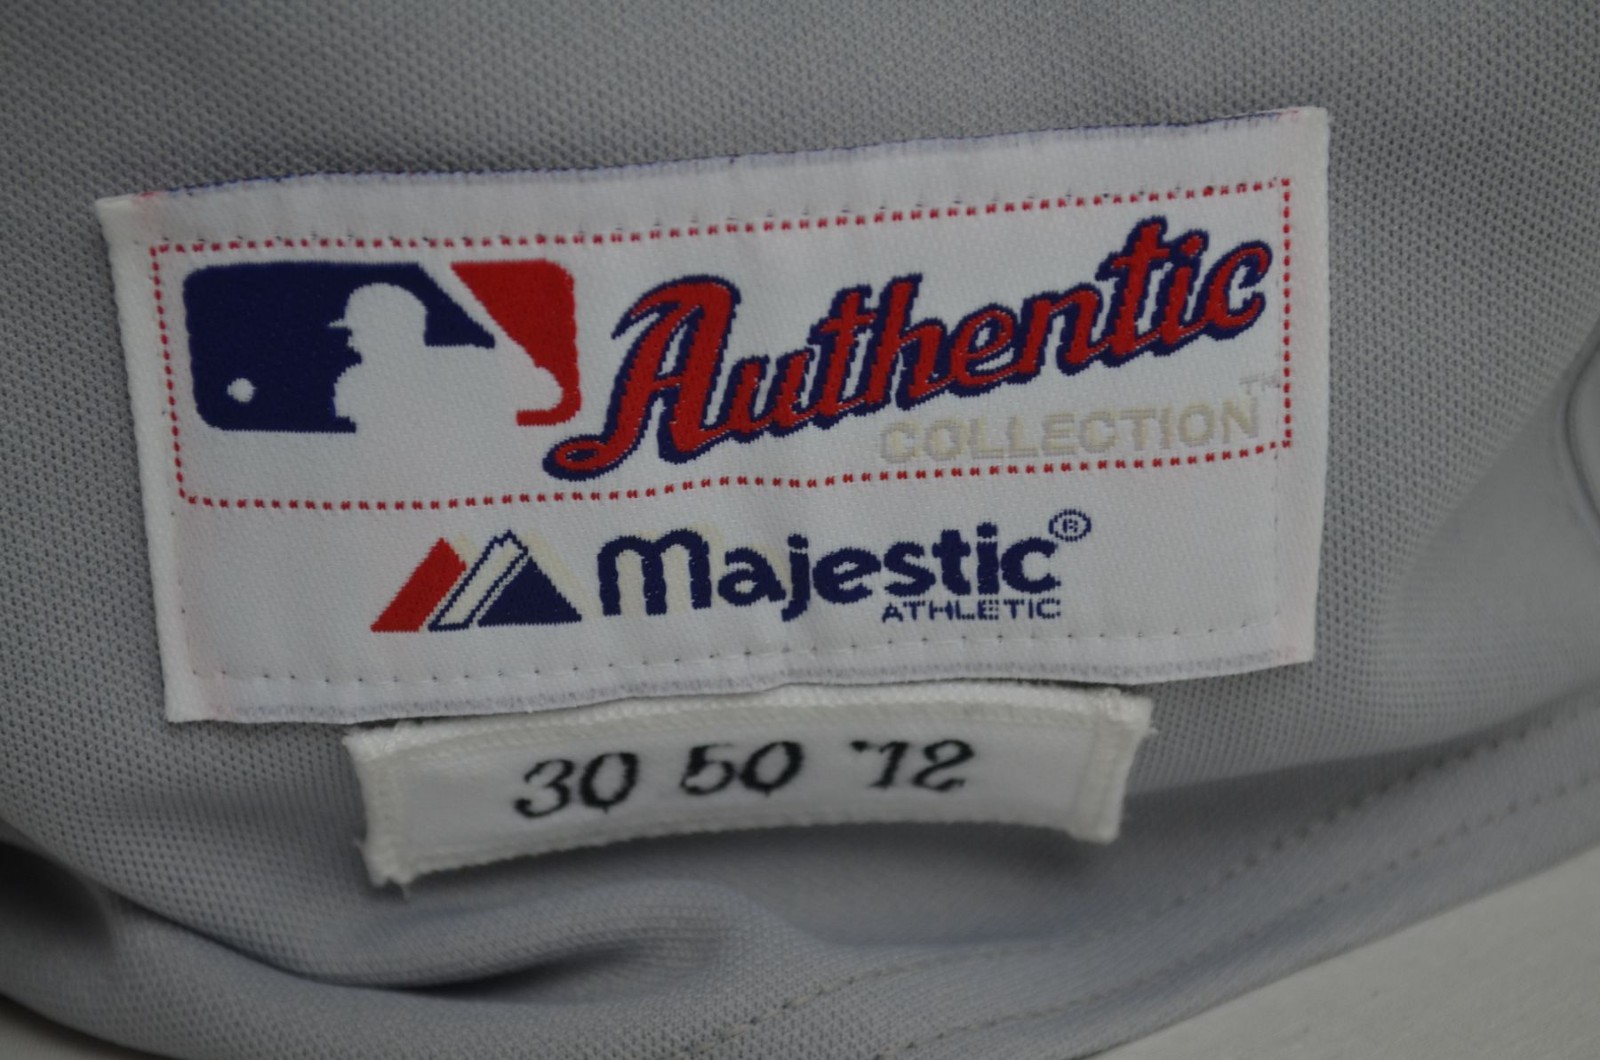 Authentic
COLLECTION™
Majestic®
ATHLETIC
30 50 '12